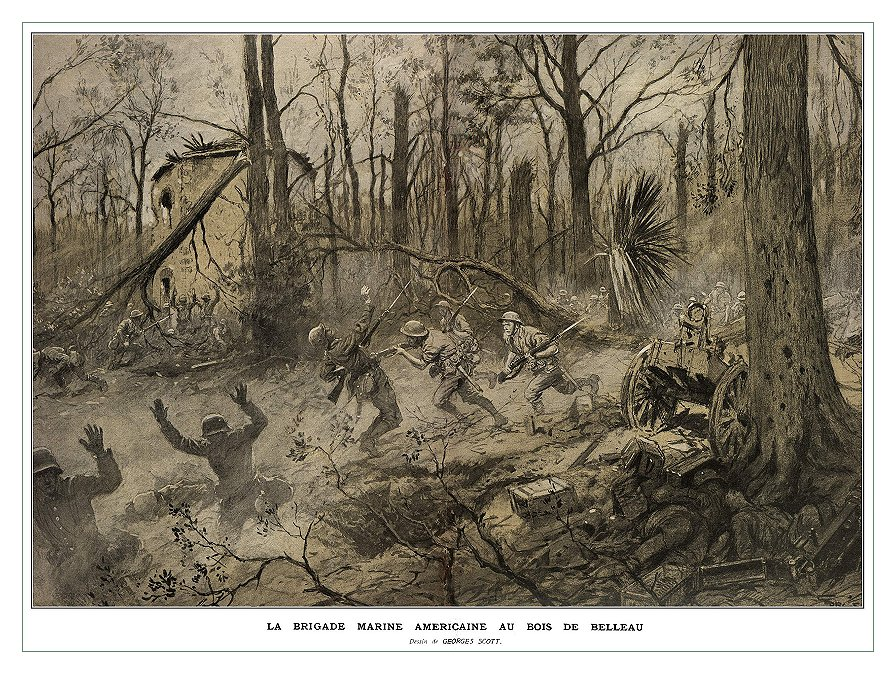 LA BRIGADE MARINE AMERICAINE AU BOIS DE BELLEAU
Dessin de GEORGES SCOTT.